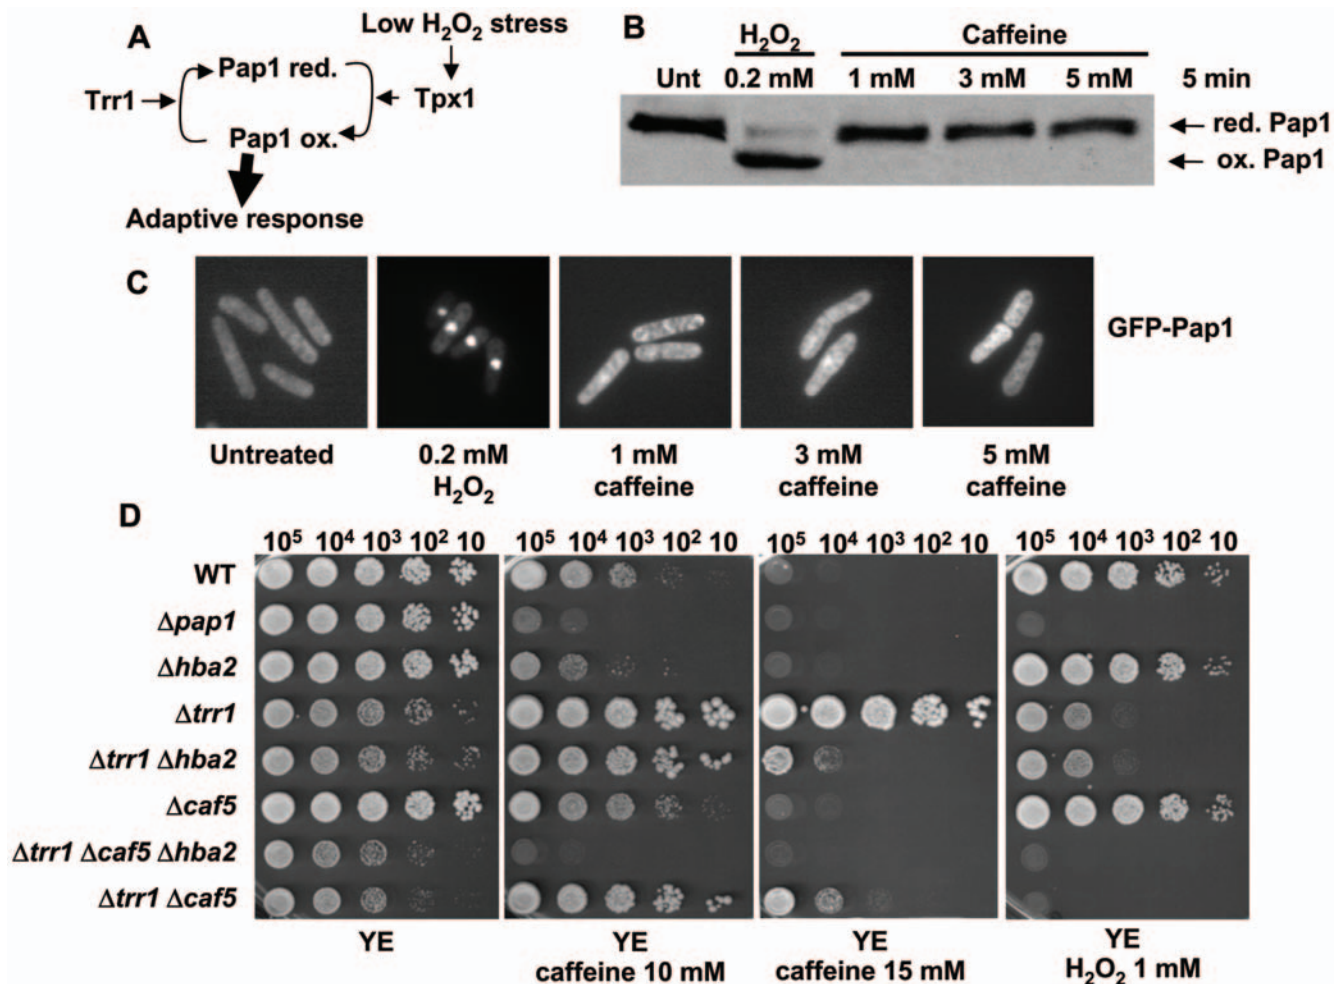 A
Low H2O2 stress
Pap1 red.
Trr1
Tpx1
Pap1 ox.
Adaptive response
B
H2O2
Caffeine
Unt 0.2 mM 1 mM 3 mM 5 mM 5 min
red. Pap1
ox. Pap1
C
GFP-Pap1
Untreated 0.2 mM 1 mM 3 mM 5 mM
H2O2 caffeine caffeine caffeine
D
10⁵ 10⁴ 10³ 10² 10 10⁵ 10⁴ 10³ 10² 10 10⁵ 10⁴ 10³ 10² 10 10⁵ 10⁴ 10³ 10² 10
WT
Δpap1
Δhba2
Δtrr1
Δtrr1 Δhba2
Δcaf5
Δtrr1 Δcaf5 Δhba2
Δtrr1 Δcaf5
YE YE YE YE
caffeine 10 mM caffeine 15 mM H2O2 1 mM